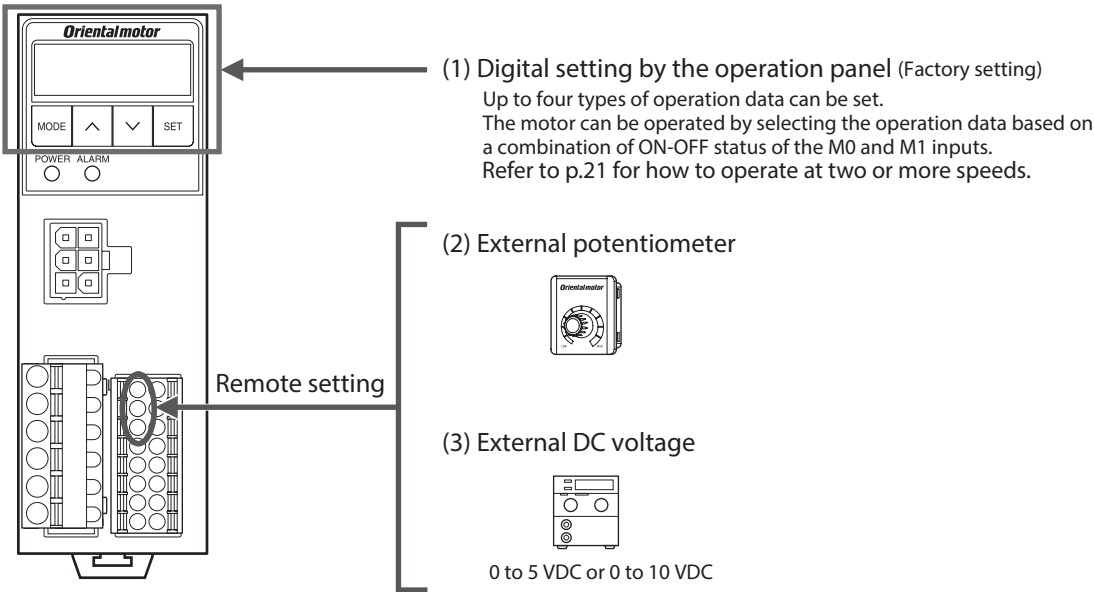 Orientalmotor
MODE
SET
POWER ALARM
(1) Digital setting by the operation panel (Factory setting)
Up to four types of operation data can be set.
The motor can be operated by selecting the operation data based on
a combination of ON-OFF status of the M0 and M1 inputs.
Refer to p.21 for how to operate at two or more speeds.
Remote setting
(2) External potentiometer
Orientalmotor
(3) External DC voltage
0 to 5 VDC or 0 to 10 VDC